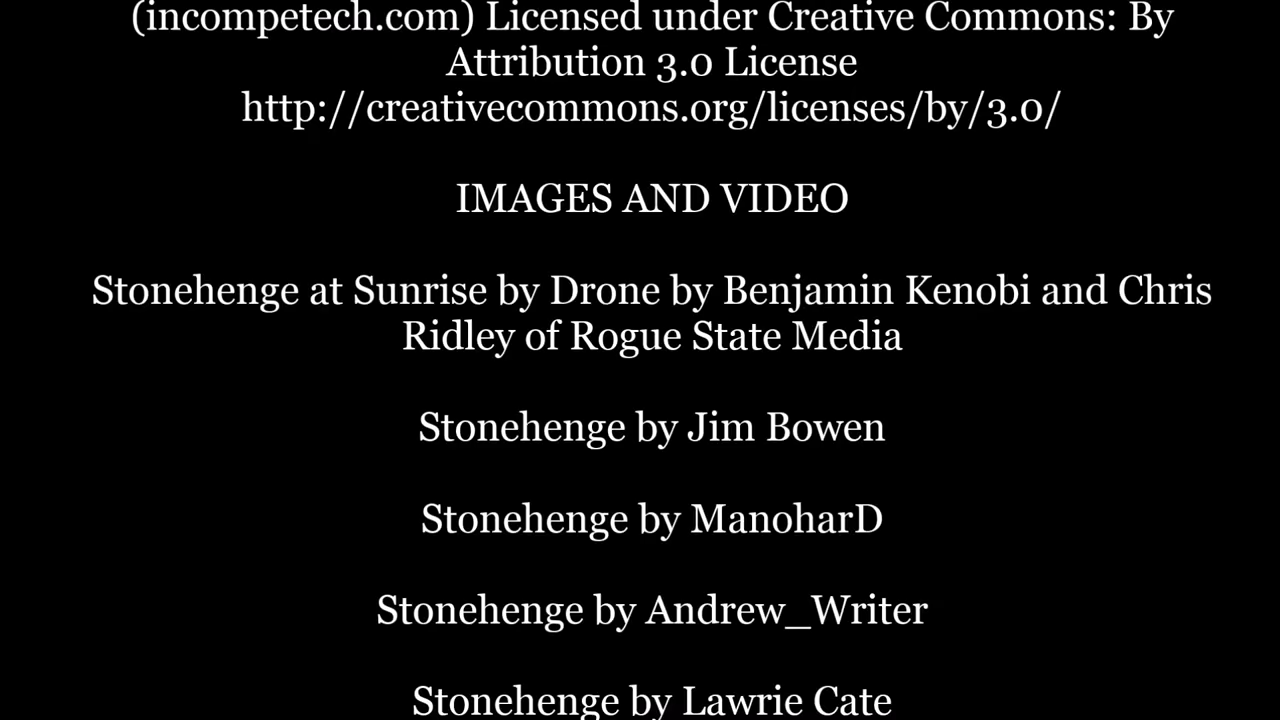 (incompetech.com) Licensed under Creative Commons: By
Attribution 3.0 License
http://creativecommons.org/licenses/by/3.0/
IMAGES AND VIDEO
Stonehenge at Sunrise by Drone by Benjamin Kenobi and Chris
Ridley of Rogue State Media
Stonehenge by Jim Bowen
Stonehenge by ManoharD
Stonehenge by Andrew_Writer
Stonehenge by Lawrie Cate